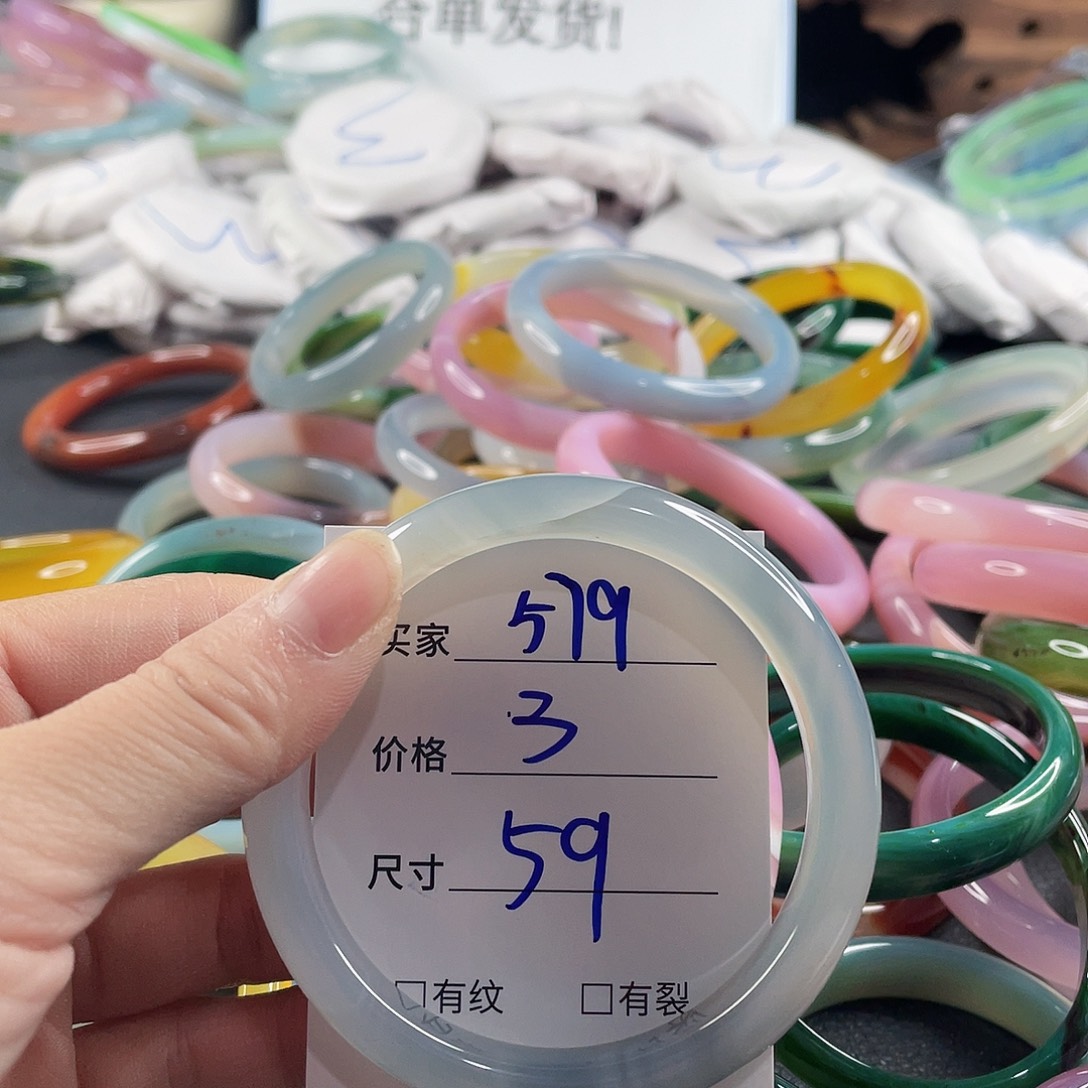 合单发货!
买家 579
价格 3
尺寸 59
□有纹 □有裂